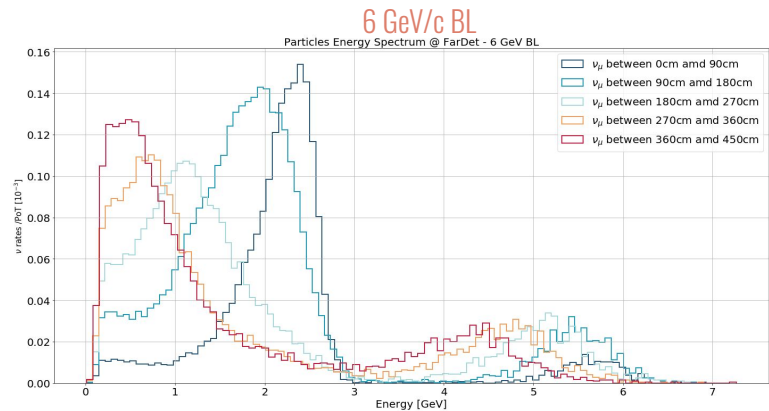 6 GeV/c BL
Particles Energy Spectrum @ FarDet - 6 GeV BL
ν rates /PoT [10⁻³]
0.16
0.14
0.12
0.10
0.08
0.06
0.04
0.02
0.00
ν_μ between 0cm amd 90cm
ν_μ between 90cm amd 180cm
ν_μ between 180cm amd 270cm
ν_μ between 270cm amd 360cm
ν_μ between 360cm amd 450cm
0 1 2 3 4 5 6 7
Energy [GeV]